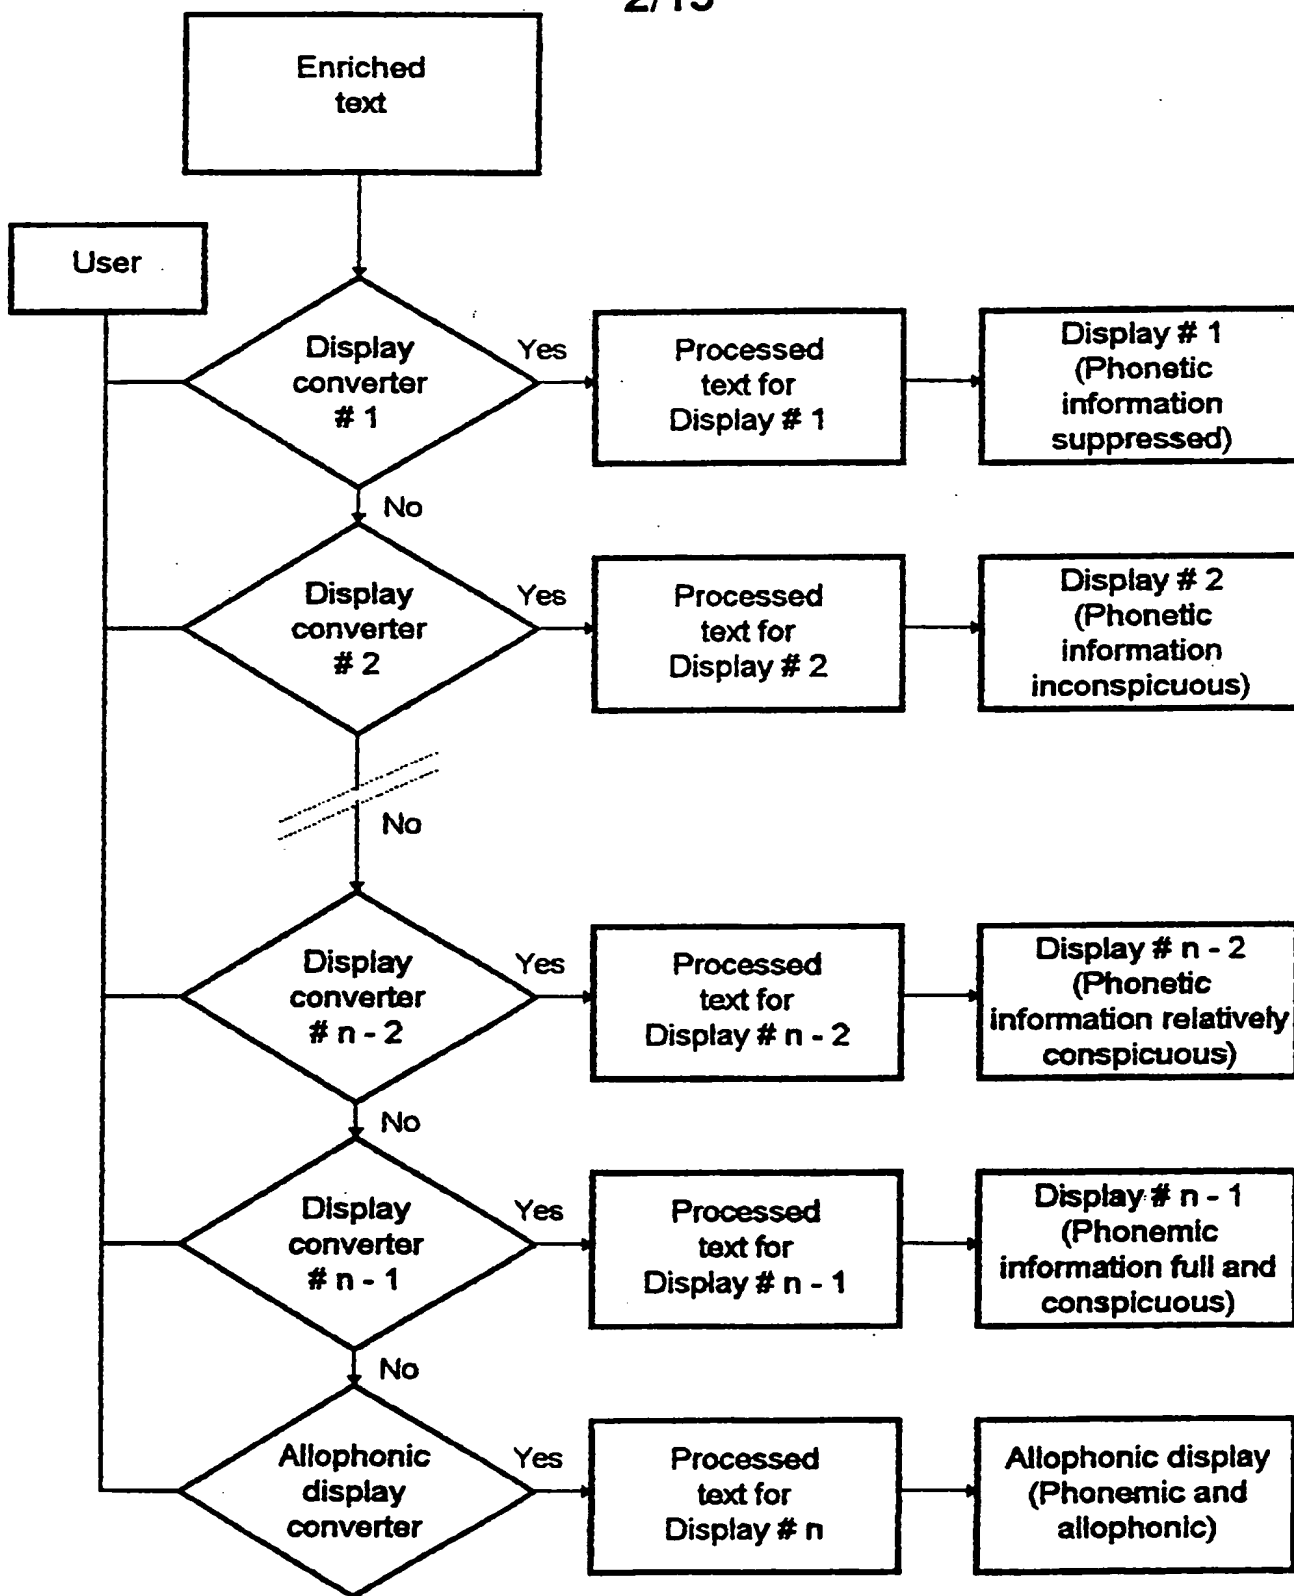 2/15
Enriched
text
User
Display
converter
# 1
Yes
Processed
text for
Display # 1
Display # 1
(Phonetic
information
suppressed)
No
Display
converter
# 2
Yes
Processed
text for
Display # 2
Display # 2
(Phonetic
information
inconspicuous)
No
Display
converter
# n - 2
Yes
Processed
text for
Display # n - 2
Display # n - 2
(Phonetic
information relatively
conspicuous)
No
Display
converter
# n - 1
Yes
Processed
text for
Display # n - 1
Display # n - 1
(Phonemic
information full and
conspicuous)
No
Allophonic
display
converter
Yes
Processed
text for
Display # n
Allophonic display
(Phonemic and
allophonic)